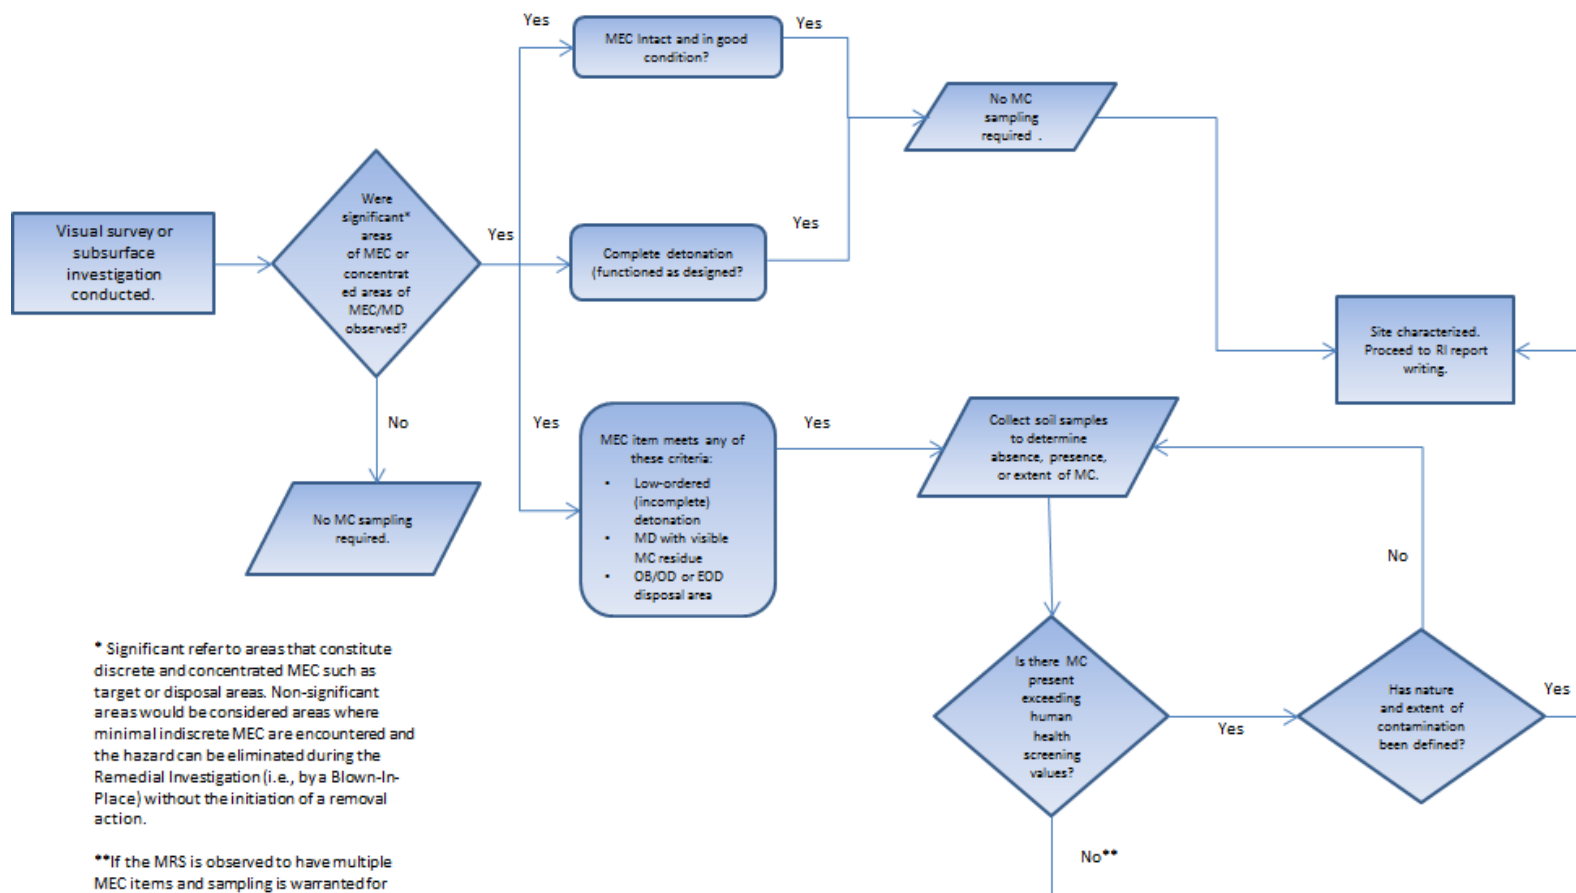 Visual survey or
subsurface
investigation
conducted.
Were
significant*
areas
of MEC or
concentrat
ed areas of
MEC/MD
observed?
Yes
No
No MC sampling
required.
Yes
MEC Intact and in good
condition?
Yes
Complete detonation
(functioned as designed?
Yes
No MC
sampling
required .
Yes
MEC item meets any of
these criteria:
• Low-ordered
(incomplete)
detonation
• MD with visible
MC residue
• OB/OD or EOD
disposal area
Yes
Collect soil samples
to determine
absence, presence,
or extent of MC.
Site characterized.
Proceed to RI report
writing.
Is there MC
present
exceeding
human
health
screening
values?
Yes
No**
Has nature
and extent of
contamination
been defined?
No
Yes
* Significant refer to areas that constitute
discrete and concentrated MEC such as
target or disposal areas. Non-significant
areas would be considered areas where
minimal indiscrete MEC are encountered and
the hazard can be eliminated during the
Remedial Investigation (i.e., by a Blown-In-
Place) without the initiation of a removal
action.
**If the MRS is observed to have multiple
MEC items and sampling is warranted for